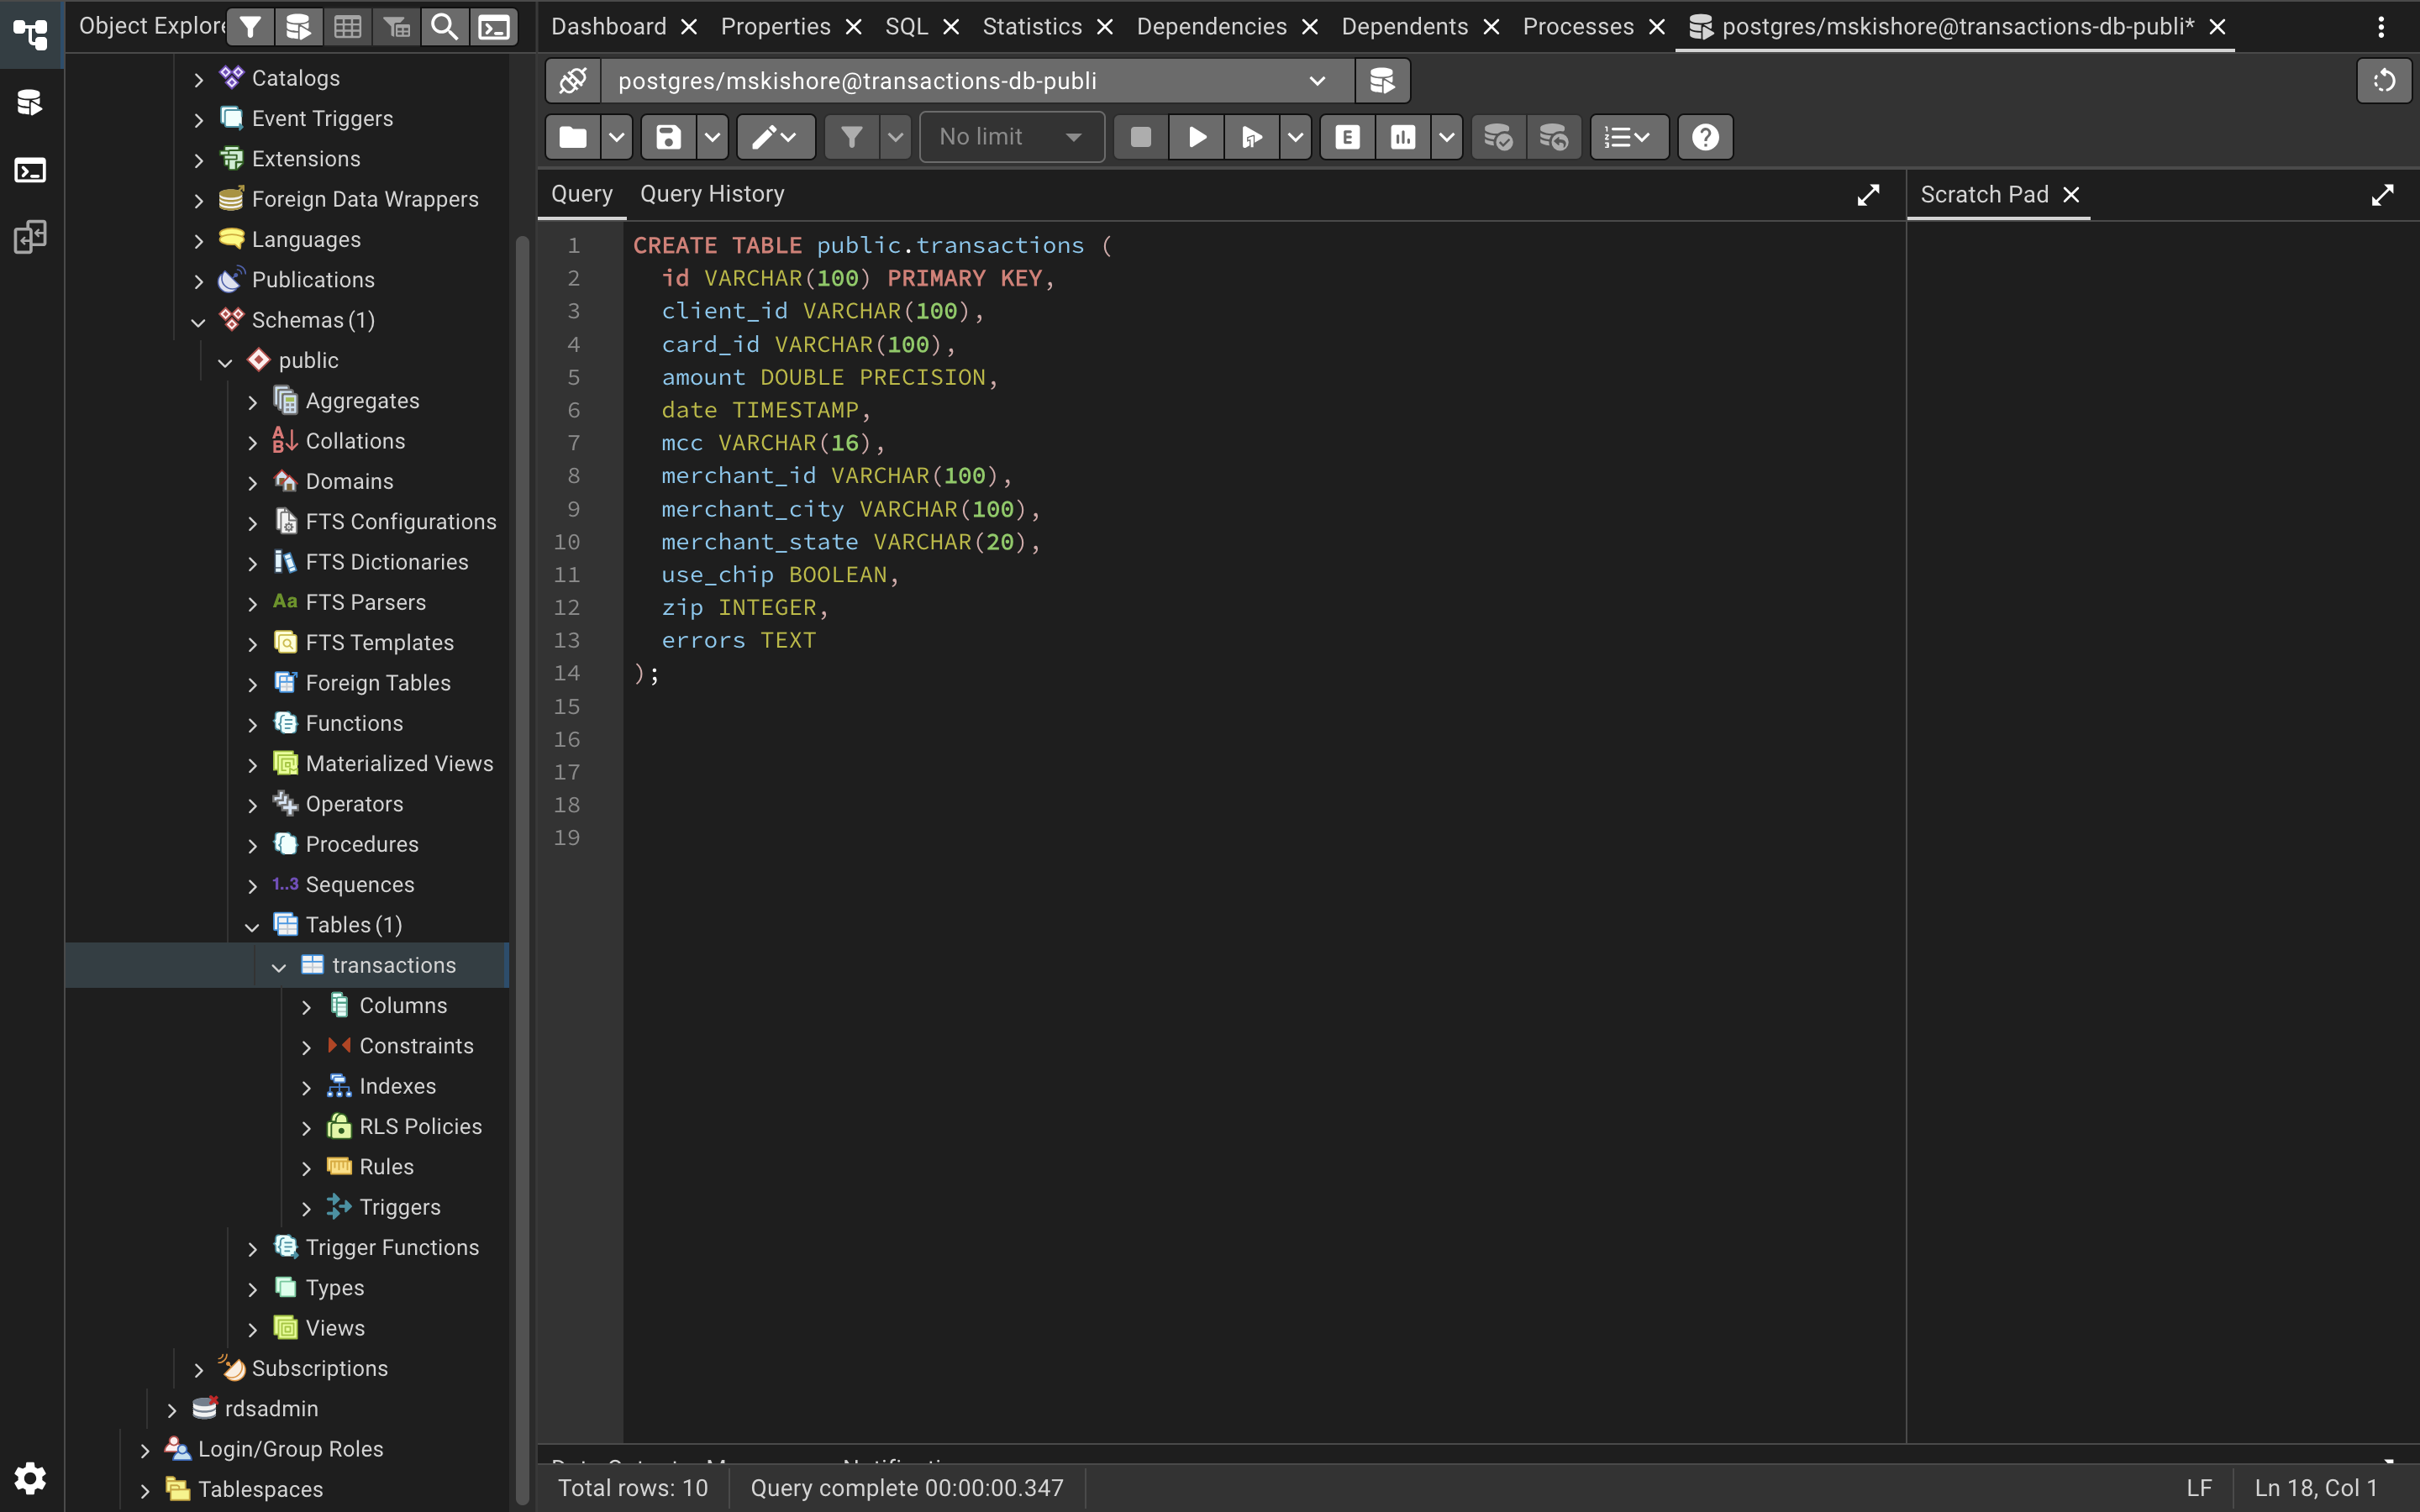 Object Explore
Dashboard
Properties
SQL
Statistics
Dependencies
Dependents
Processes
postgres/mskishore@transactions-db-publi*
Catalogs
Event Triggers
Extensions
Foreign Data Wrappers
Languages
Publications
Schemas (1)
public
Aggregates
Collations
Domains
FTS Configurations
FTS Dictionaries
Aa FTS Parsers
FTS Templates
Foreign Tables
Functions
Materialized Views
Operators
Procedures
1..3 Sequences
Tables (1)
transactions
Columns
Constraints
Indexes
RLS Policies
Rules
Triggers
Trigger Functions
Types
Views
Subscriptions
rdsadmin
Login/Group Roles
Tablespaces
postgres/mskishore@transactions-db-publi
No limit
E
Query
Query History
Scratch Pad
1 CREATE TABLE public.transactions (
2 id VARCHAR(100) PRIMARY KEY,
3 client_id VARCHAR(100),
4 card_id VARCHAR(100),
5 amount DOUBLE PRECISION,
6 date TIMESTAMP,
7 mcc VARCHAR(16),
8 merchant_id VARCHAR(100),
9 merchant_city VARCHAR(100),
10 merchant_state VARCHAR(20),
11 use_chip BOOLEAN,
12 zip INTEGER,
13 errors TEXT
14 );
15
16
17
18
19
Total rows: 10
Query complete 00:00:00.347
LF
Ln 18, Col 1